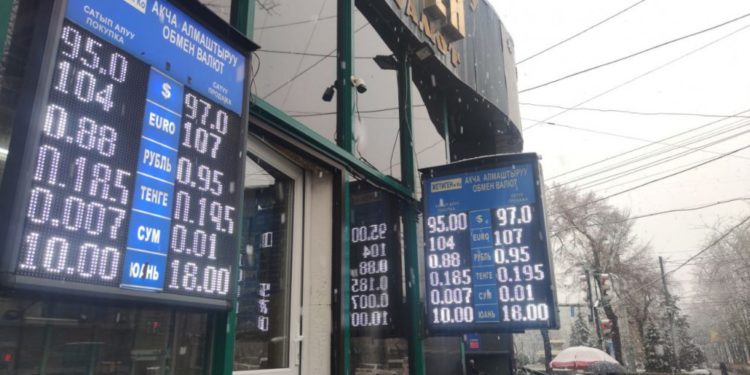 АКЧА АЛМАШТЫРУУ
ОБМЕН ВАЛЮТ
САТЫП АЛУУ
ПОКУПКА
САТУУ
ПРОДАЖА
95.0 $ 97.0
104 EURO 107
0.88 РУБЛЬ 0.95
0.185 ТЕНГЕ 0.195
0.007 СУМ 0.01
10.00 ЮАНЬ 18.00
АКЧА АЛМАШТЫРУУ
ОБМЕН ВАЛЮТ
ПОКУПКА
ПРОДАЖА
95.00 $ 97.0
104 EURO 107
0.88 РУБЛЬ 0.95
0.185 ТЕНГЕ 0.195
0.007 СУМ 0.01
10.00 ЮАНЬ 18.00